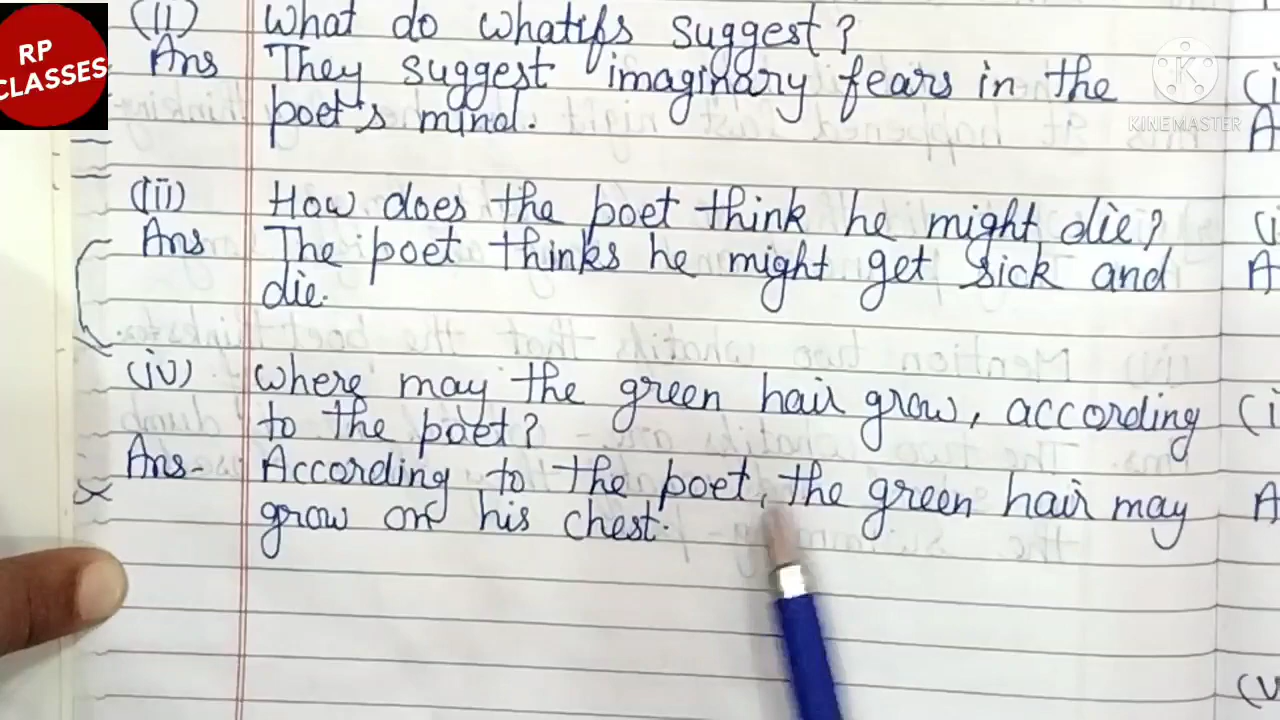 RP
CLASSES
KINEMASTER
(ii) What do whatifs suggest?
Ans They suggest imaginary fears in the
poet's mind.
(iii) How does the poet think he might die?
Ans The poet thinks he might get sick and
die.
(iv) Where may the green hair grow, according
to the poet?
Ans- According to the poet, the green hair may
grow on his chest.